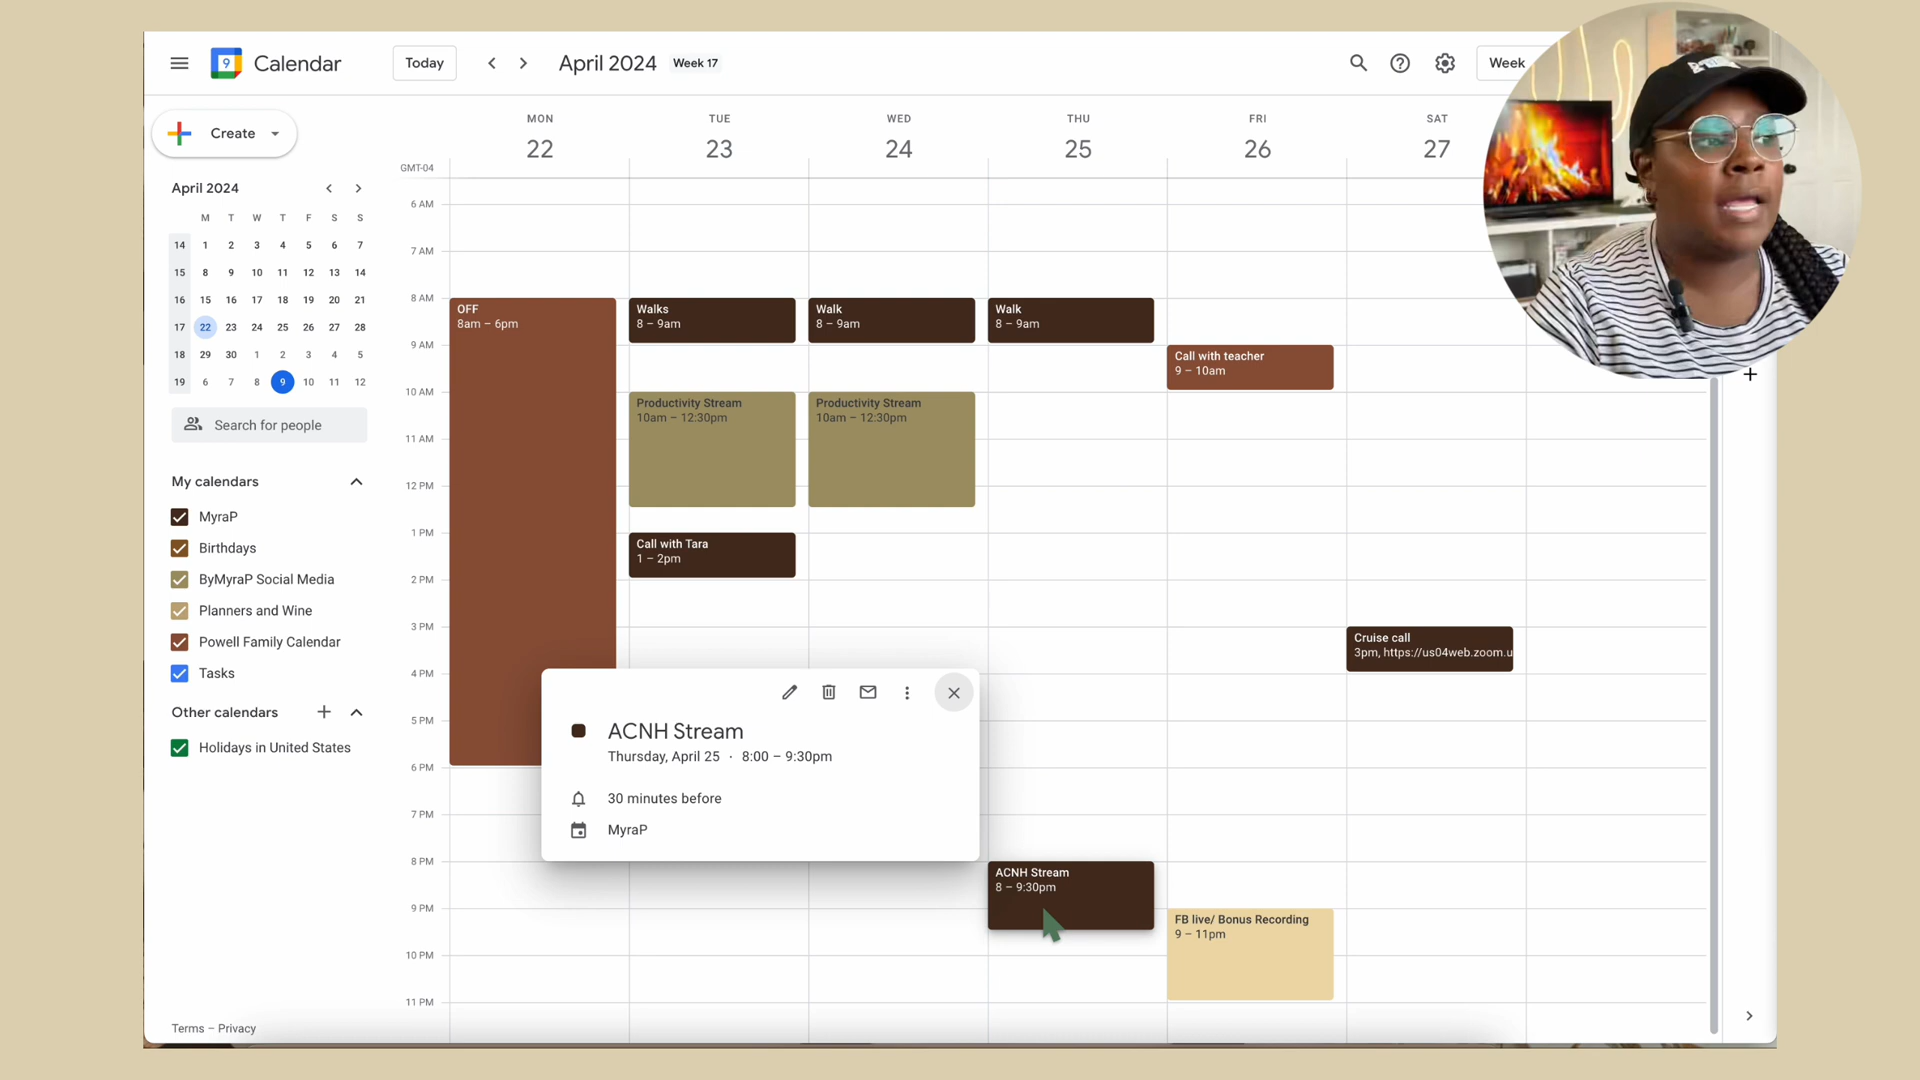 9
Calendar
Today
April 2024
Week 17
Week
Create
MON
TUE
WED
THU
FRI
SAT
22
23
24
25
26
27
GMT-04
April 2024
M T W T F S S
14 1 2 3 4 5 6 7
15 8 9 10 11 12 13 14
16 15 16 17 18 19 20 21
17 22 23 24 25 26 27 28
18 29 30 1 2 3 4 5
19 6 7 8 9 10 11 12
Search for people
My calendars
MyraP
Birthdays
ByMyraP Social Media
Planners and Wine
Powell Family Calendar
Tasks
Other calendars
Holidays in United States
Terms – Privacy
6 AM
7 AM
8 AM
9 AM
10 AM
11 AM
12 PM
1 PM
2 PM
3 PM
4 PM
5 PM
6 PM
7 PM
8 PM
9 PM
10 PM
11 PM
OFF
8am – 6pm
Walks
8 – 9am
Productivity Stream
10am – 12:30pm
Call with Tara
1 – 2pm
Walk
8 – 9am
Productivity Stream
10am – 12:30pm
Walk
8 – 9am
ACNH Stream
8 – 9:30pm
Call with teacher
9 – 10am
FB live/ Bonus Recording
9 – 11pm
Cruise call
3pm, https://us04web.zoom.u
ACNH Stream
Thursday, April 25 · 8:00 – 9:30pm
30 minutes before
MyraP